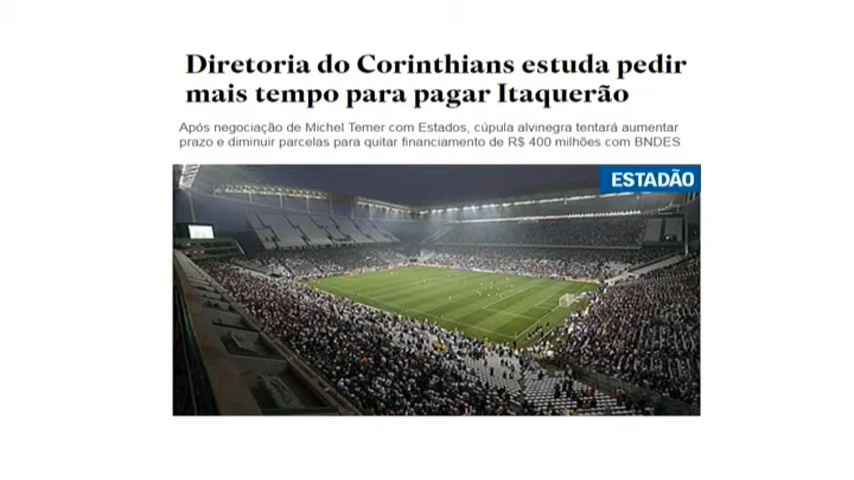 Diretoria do Corinthians estuda pedir
mais tempo para pagar Itaquerão
Após negociação de Michel Temer com Estados, cúpula alvinegra tentará aumentar
prazo e diminuir parcelas para quitar financiamento de R$ 400 milhões com BNDES
ESTADÃO